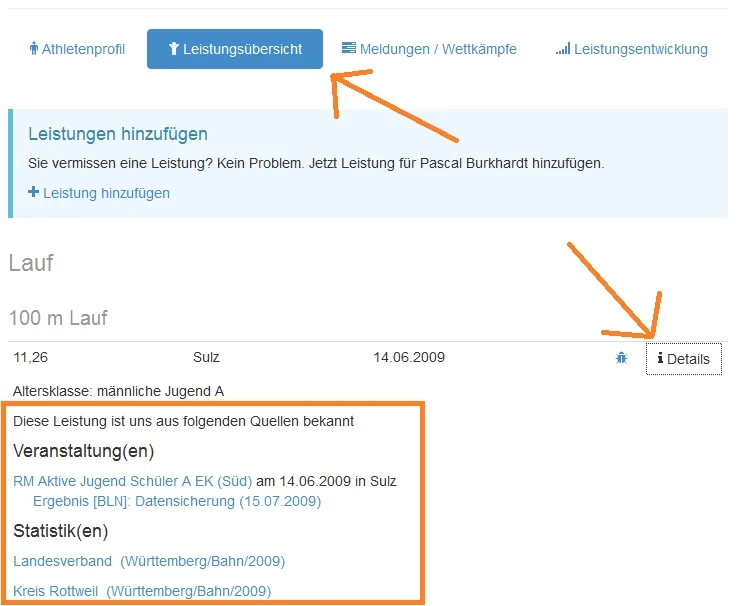 Athletenprofil Leistungsübersicht Meldungen / Wettkämpfe Leistungsentwicklung
Leistungen hinzufügen
Sie vermissen eine Leistung? Kein Problem. Jetzt Leistung für Pascal Burkhardt hinzufügen.
Leistung hinzufügen
Lauf
100 m Lauf
11,26 Sulz 14.06.2009 Details
Altersklasse: männliche Jugend A
Diese Leistung ist uns aus folgenden Quellen bekannt
Veranstaltung(en)
RM Aktive Jugend Schüler A EK (Süd) am 14.06.2009 in Sulz
Ergebnis [BLN]: Datensicherung (15.07.2009)
Statistik(en)
Landesverband (Württemberg/Bahn/2009)
Kreis Rottweil (Württemberg/Bahn/2009)